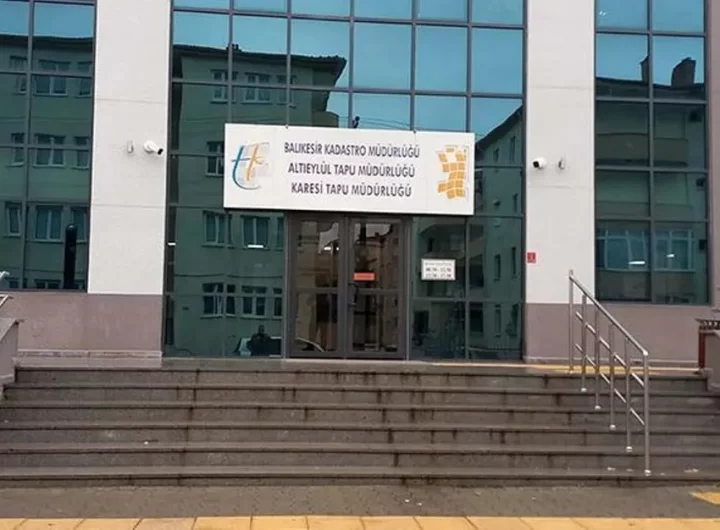 BALIKESİR KADASTRO MÜDÜRLÜĞÜ
ALTIEYLÜL TAPU MÜDÜRLÜĞÜ
KARESİ TAPU MÜDÜRLÜĞÜ